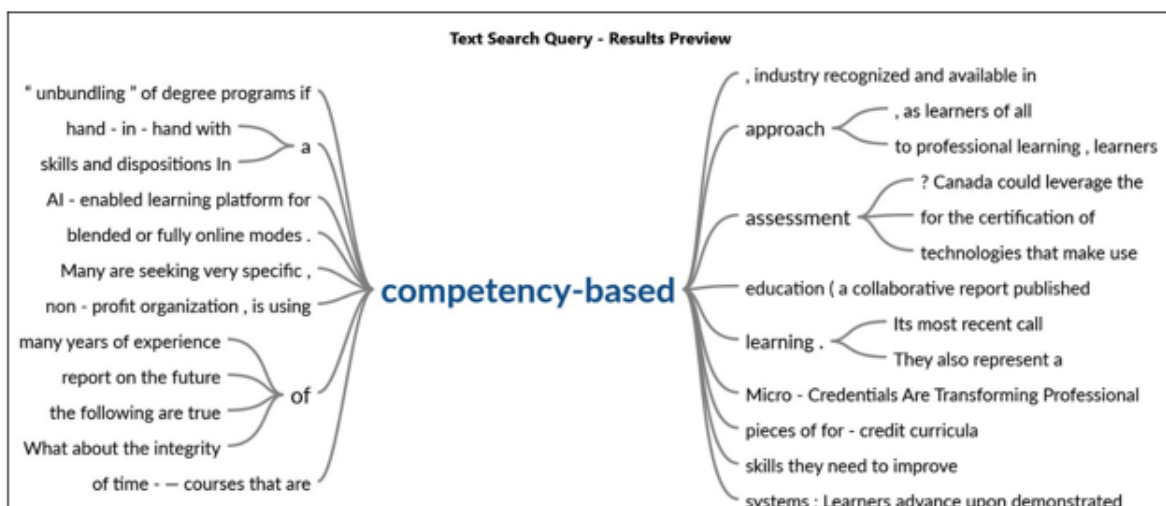 Text Search Query - Results Preview
“ unbundling ” of degree programs if
hand - in - hand with
skills and dispositions In
a
AI - enabled learning platform for
blended or fully online modes .
Many are seeking very specific ,
non - profit organization , is using
many years of experience
report on the future
the following are true
What about the integrity
of
of time - — courses that are
competency-based
, industry recognized and available in
approach
, as learners of all
to professional learning , learners
assessment
? Canada could leverage the
for the certification of
technologies that make use
education ( a collaborative report published
learning .
Its most recent call
They also represent a
Micro - Credentials Are Transforming Professional
pieces of for - credit curricula
skills they need to improve
systems : Learners advance upon demonstrated